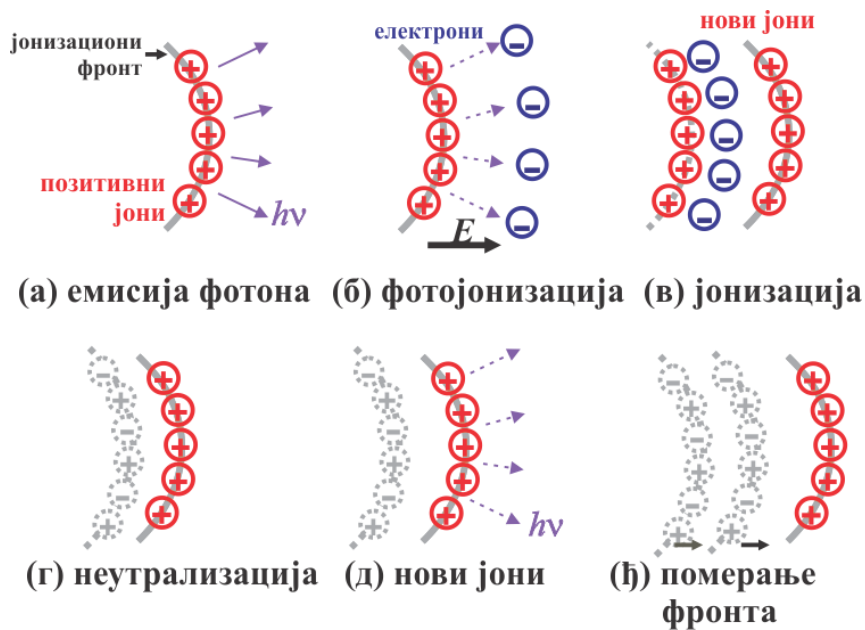 јонизациони
фронт
позитивни
јони
hν
(а) емисија фотона
електрони
E
(б) фотојонизација
нови јони
(в) јонизација
(г) неутрализација
hν
(д) нови јони
(ђ) померање
фронта